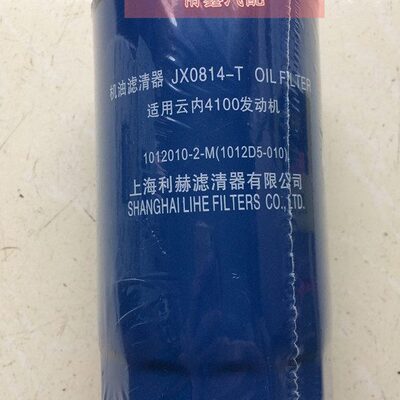 机油滤清器 JX0814-T OIL FILTER
适用云内4100发动机
1012010-2-M(1012D5-010)
上海利赫滤清器有限公司
SHANGHAI LIHE FILTERS CO., LTD.